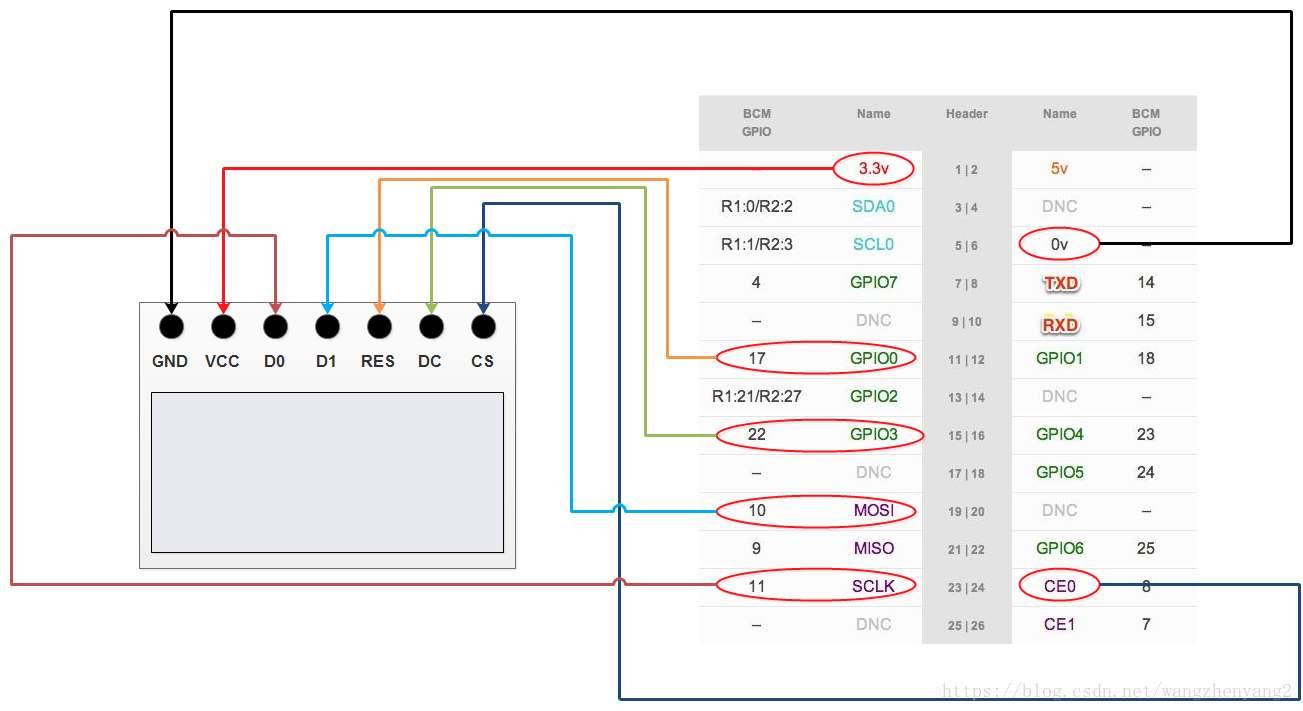 BCM Name Header Name BCM
GPIO GPIO
– 3.3v 1 | 2 5v –
R1:0/R2:2 SDA0 3 | 4 DNC –
R1:1/R2:3 SCL0 5 | 6 0v –
4 GPIO7 7 | 8 TXD 14
– DNC 9 | 10 RXD 15
17 GPIO0 11 | 12 GPIO1 18
R1:21/R2:27 GPIO2 13 | 14 DNC –
22 GPIO3 15 | 16 GPIO4 23
– DNC 17 | 18 GPIO5 24
10 MOSI 19 | 20 DNC –
9 MISO 21 | 22 GPIO6 25
11 SCLK 23 | 24 CE0 8
– DNC 25 | 26 CE1 7
GND VCC D0 D1 RES DC CS
https://blog.csdn.net/wangzhenyang2